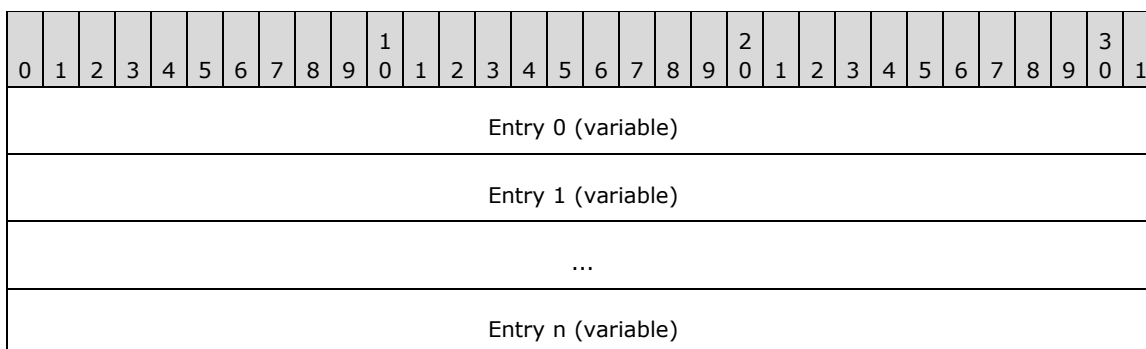 1 2 3
0 1 2 3 4 5 6 7 8 9 0 1 2 3 4 5 6 7 8 9 0 1 2 3 4 5 6 7 8 9 0 1
Entry 0 (variable)
Entry 1 (variable)
...
Entry n (variable)